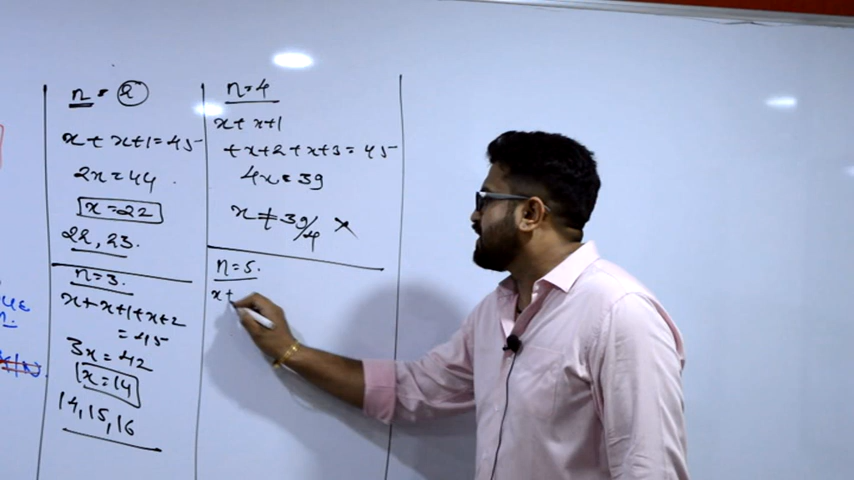 n = 2
x + x+1 = 45
2x = 44
x = 22
22, 23.
n = 3.
x + x+1 + x+2
= 45
3x = 42
x = 14
14, 15, 16
n = 4
x + x+1
+ x+2 + x+3 = 45
4x = 39
x ≠ 39/4 ×
n = 5.
x +